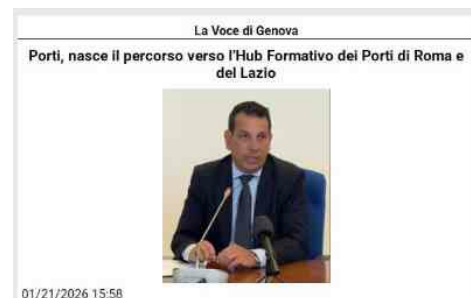 La Voce di Genova
Porti, nasce il percorso verso l'Hub Formativo dei Porti di Roma e
del Lazio
01/21/2026 15:58